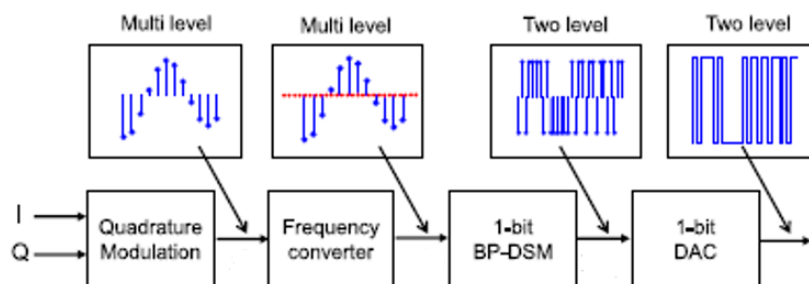 Multi level
Multi level
Two level
Two level
I
Q
Quadrature
Modulation
Frequency
converter
1-bit
BP-DSM
1-bit
DAC